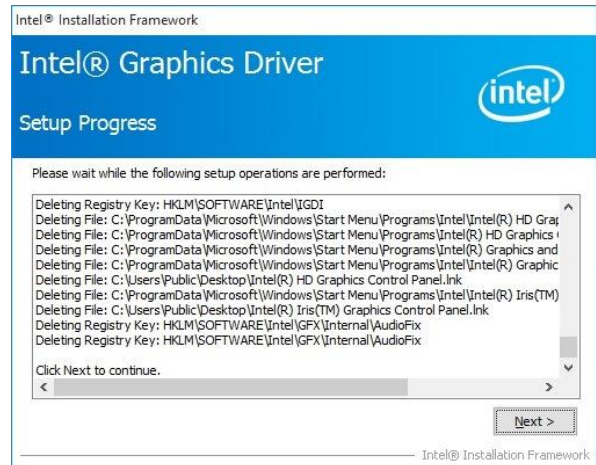 Intel® Installation Framework
Intel® Graphics Driver
intel
Setup Progress
Please wait while the following setup operations are performed:
Deleting Registry Key: HKLM\SOFTWARE\Intel\IGDI
Deleting File: C:\ProgramData\Microsoft\Windows\Start Menu\Programs\Intel\Intel(R) HD Grap
Deleting File: C:\ProgramData\Microsoft\Windows\Start Menu\Programs\Intel(R) HD Graphics
Deleting File: C:\ProgramData\Microsoft\Windows\Start Menu\Programs\Intel(R) Graphics and
Deleting File: C:\ProgramData\Microsoft\Windows\Start Menu\Programs\Intel\Intel(R) Graphic
Deleting File: C:\Users\Public\Desktop\Intel(R) HD Graphics Control Panel.lnk
Deleting File: C:\ProgramData\Microsoft\Windows\Start Menu\Programs\Intel\Intel(R) Iris(TM)
Deleting File: C:\Users\Public\Desktop\Intel(R) Iris(TM) Graphics Control Panel.lnk
Deleting Registry Key: HKLM\SOFTWARE\Intel\GFX\Internal\AudioFix
Deleting Registry Key: HKLM\SOFTWARE\Intel\GFX\Internal\AudioFix
Click Next to continue.
Next >
Intel® Installation Framework